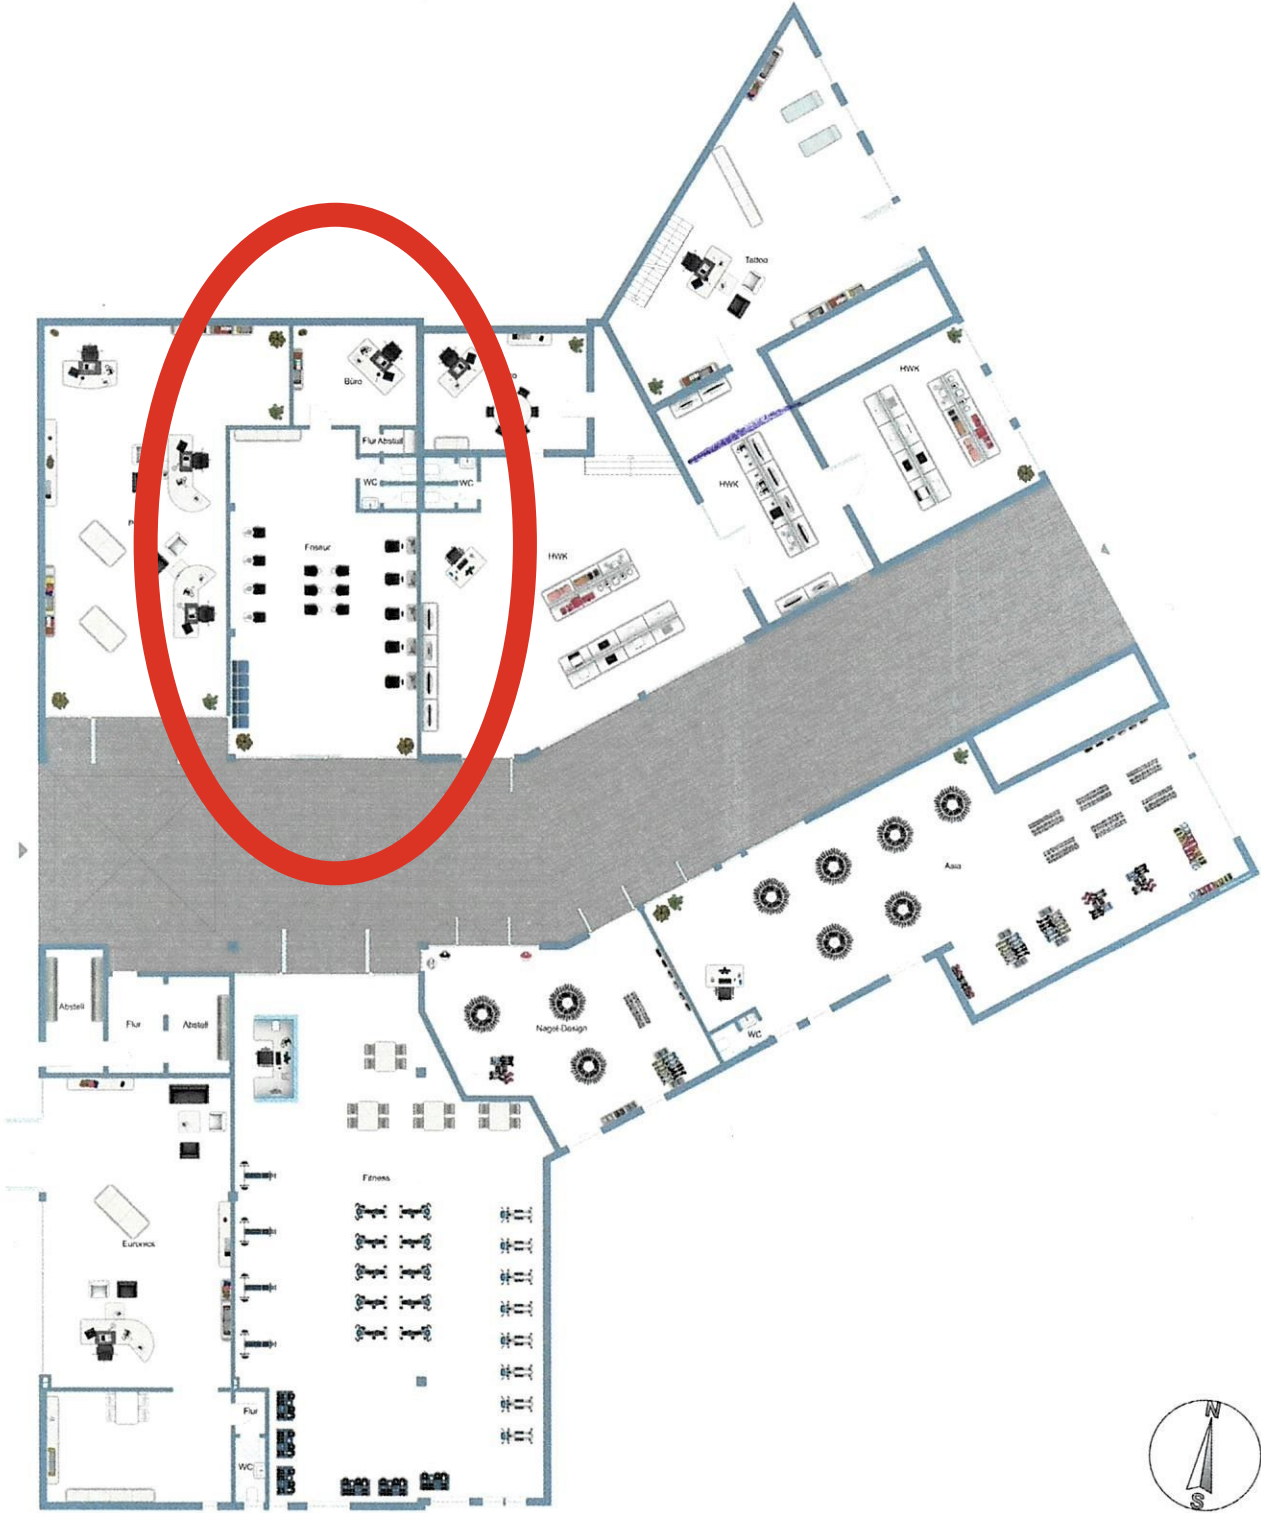 Tattoo
HWK
Büro
Flur Abstell
WC
WC
HWK
HWK
Friseur
Asia
Abstell
Flur
Abstell
Nagel-Design
WC
Fitness
Euronics
Flur
WC
N
S